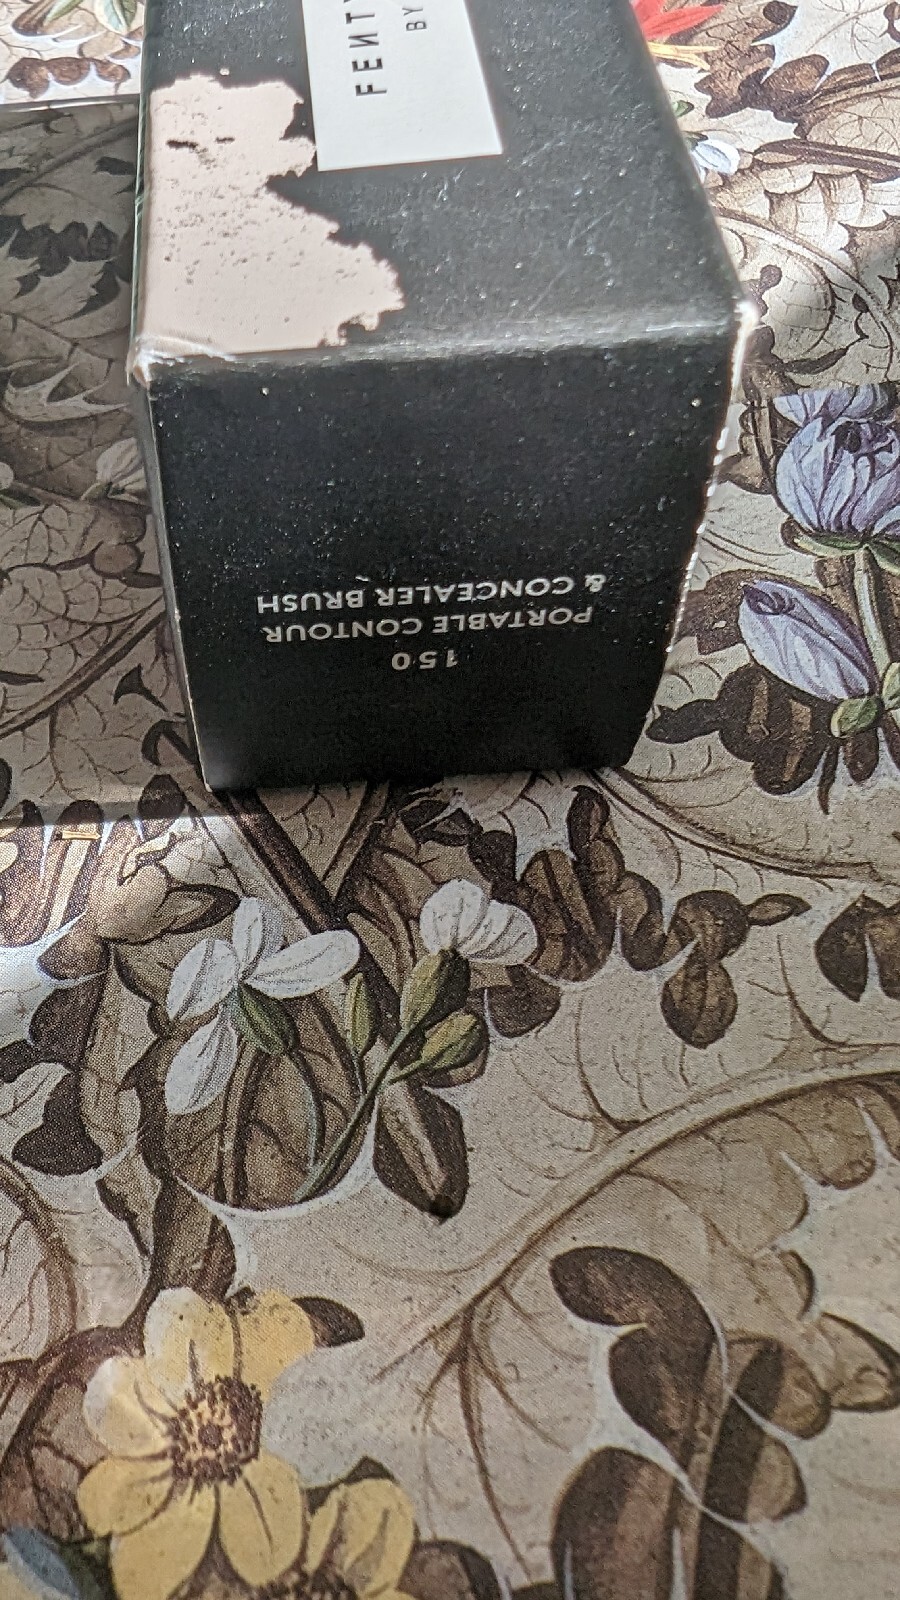 FENTY
BY
150
PORTABLE CONTOUR
& CONCEALER BRUSH